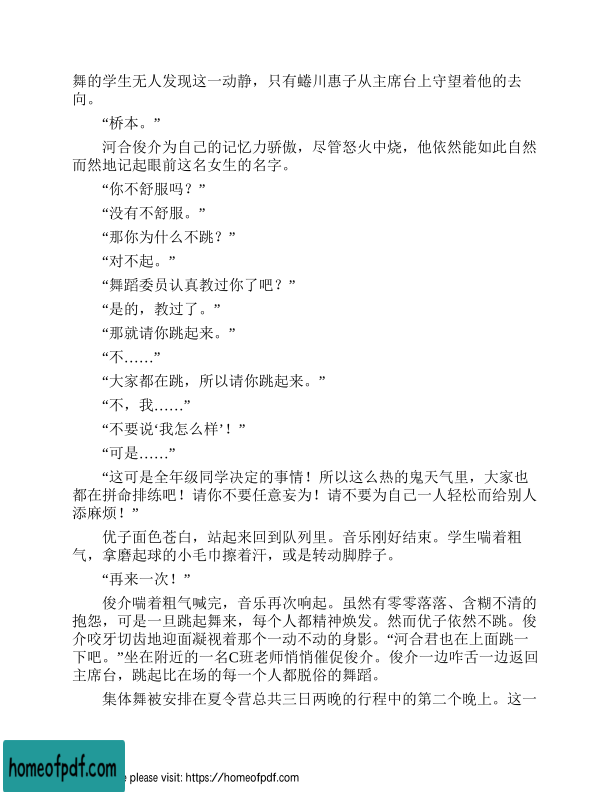 舞的学生无人发现这一动静，只有蜷川惠子从主席台上守望着他的去
向。
“桥本。”
河合俊介为自己的记忆力骄傲，尽管怒火中烧，他依然能如此自然
而然地记起眼前这名女生的名字。
“你不舒服吗？”
“没有不舒服。”
“那你为什么不跳？”
“对不起。”
“舞蹈委员认真教过你了吧？”
“是的，教过了。”
“那就请你跳起来。”
“不……”
“大家都在跳，所以请你跳起来。”
“不，我……”
“不要说‘我怎么样’！”
“可是……”
“这可是全年级同学决定的事情！所以这么热的鬼天气里，大家也
都在拼命排练吧！请你不要任意妄为！请不要为自己一人轻松而给别人
添麻烦！”
优子面色苍白，站起来回到队列里。音乐刚好结束。学生喘着粗
气，拿磨起球的小毛巾擦着汗，或是转动脚脖子。
“再来一次！”
俊介喘着粗气喊完，音乐再次响起。虽然有零零落落、含糊不清的
抱怨，可是一旦跳起舞来，每个人都精神焕发。然而优子依然不跳。俊
介咬牙切齿地迎面凝视着那个一动不动的身影。“河合君也在上面跳一
下吧。”坐在附近的一名C班老师悄悄催促俊介。俊介一边咋舌一边返回
主席台，跳起比在场的每一个人都脱俗的舞蹈。
集体舞被安排在夏令营总共三日两晚的行程中的第二个晚上。这一
homeofpdf.com
e please visit: https://homeofpdf.com